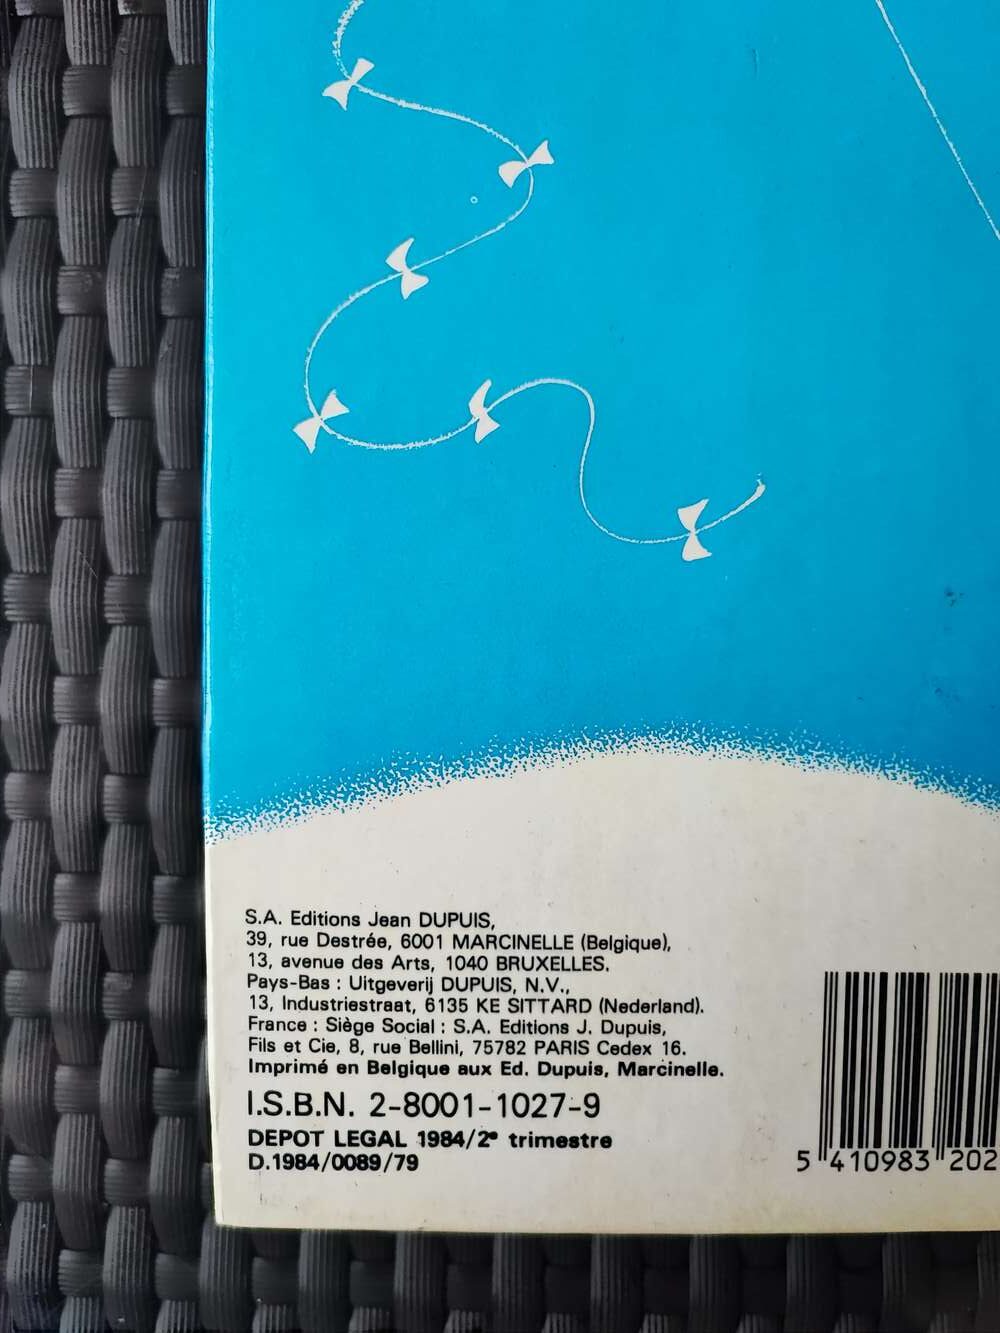 S.A. Editions Jean DUPUIS,
39, rue Destrée, 6001 MARCINELLE (Belgique),
13, avenue des Arts, 1040 BRUXELLES.
Pays-Bas : Uitgeverij DUPUIS, N.V.,
13, Industriestraat, 6135 KE SITTARD (Nederland).
France : Siège Social : S.A. Editions J. Dupuis,
Fils et Cie, 8, rue Bellini, 75782 PARIS Cedex 16.
Imprimé en Belgique aux Ed. Dupuis, Marcinelle.
I.S.B.N. 2-8001-1027-9
DEPOT LEGAL 1984/2e trimestre
D.1984/0089/79
5 410983 202